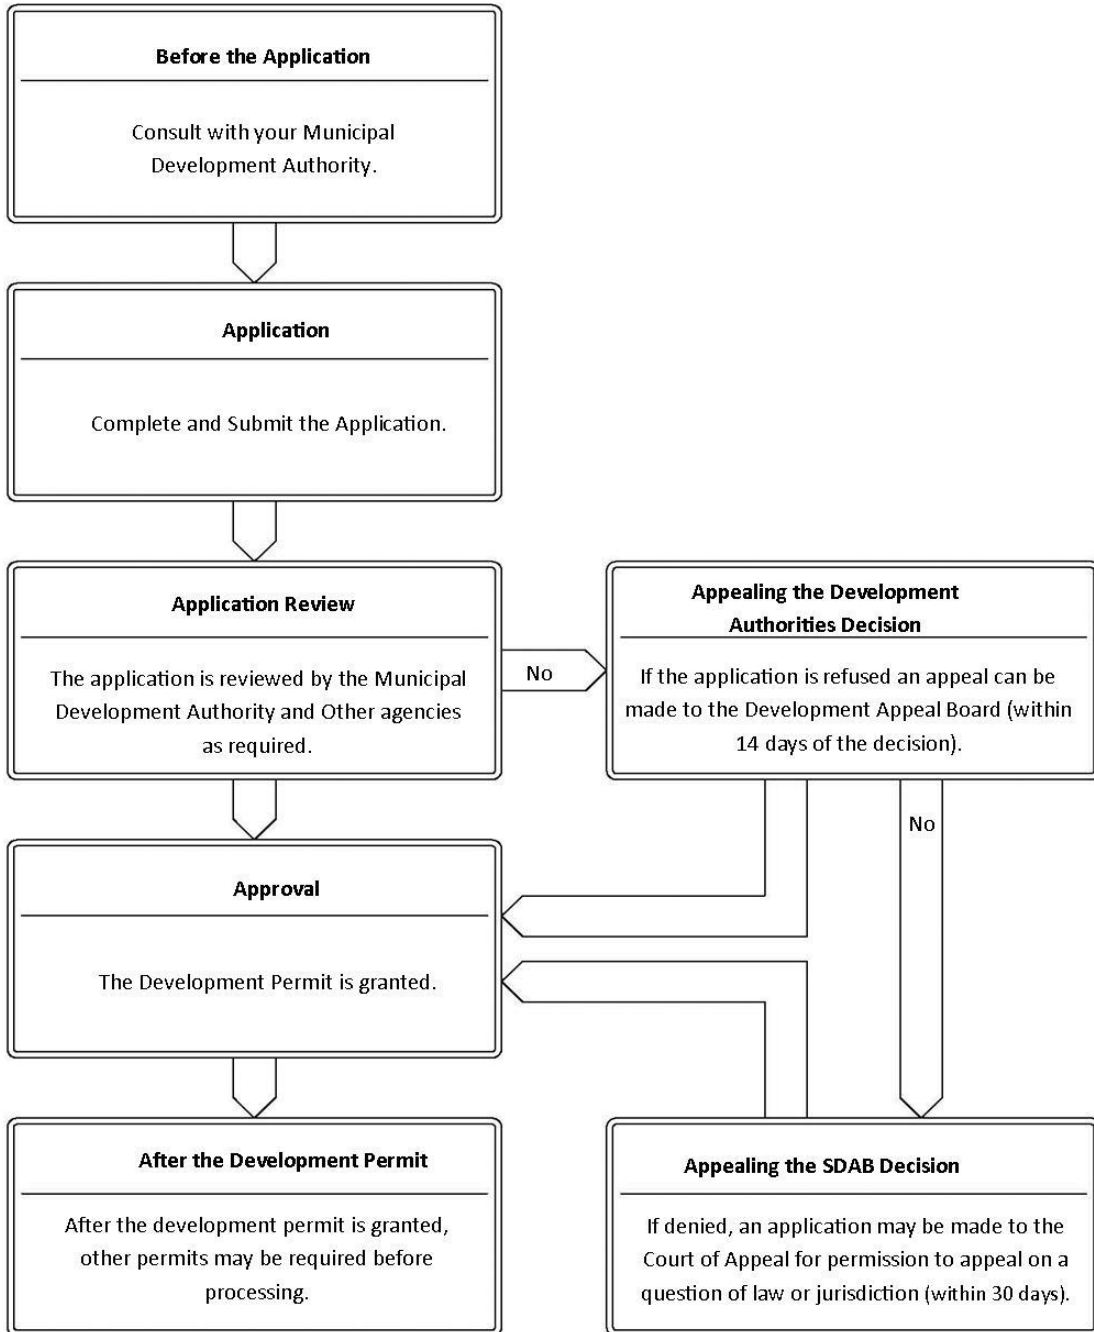 Before the Application
Consult with your Municipal
Development Authority.
Application
Complete and Submit the Application.
Application Review
The application is reviewed by the Municipal
Development Authority and Other agencies
as required.
No
Appealing the Development
Authorities Decision
If the application is refused an appeal can be
made to the Development Appeal Board (within
14 days of the decision).
No
Approval
The Development Permit is granted.
After the Development Permit
After the development permit is granted,
other permits may be required before
processing.
Appealing the SDAB Decision
If denied, an application may be made to the
Court of Appeal for permission to appeal on a
question of law or jurisdiction (within 30 days).